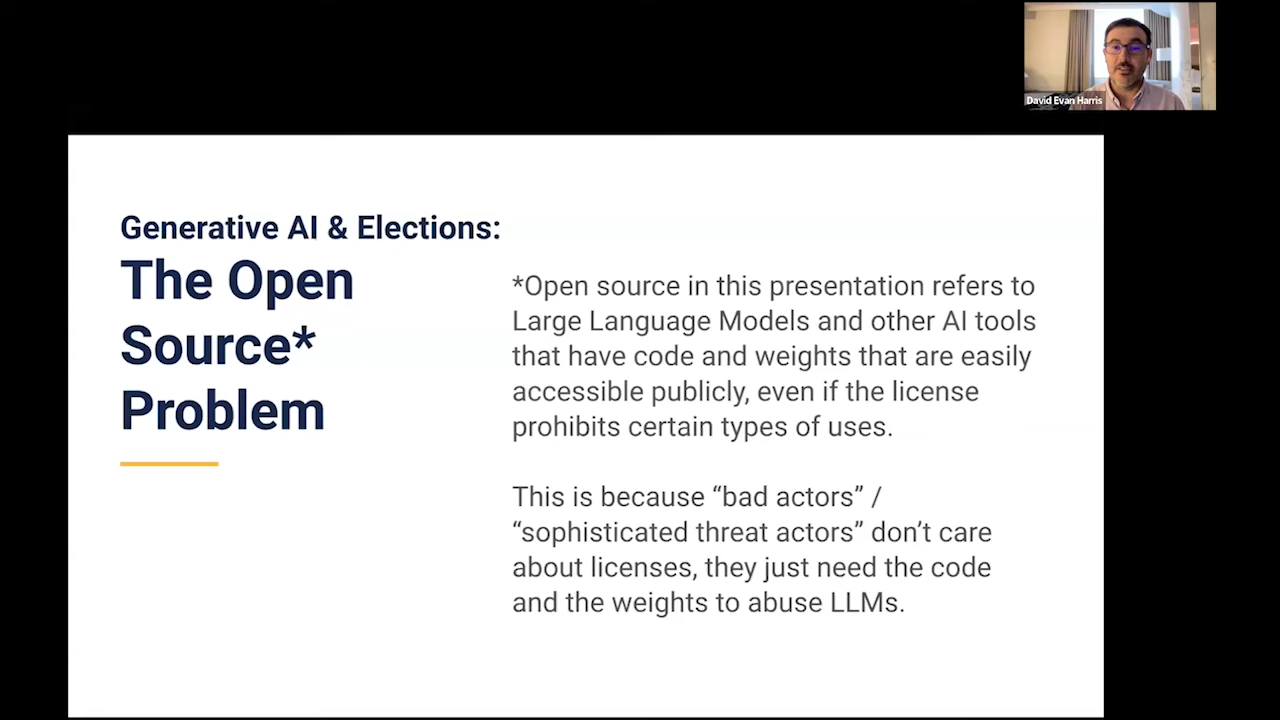 David Evan Harris
Generative AI & Elections:
The Open
Source*
Problem
*Open source in this presentation refers to
Large Language Models and other AI tools
that have code and weights that are easily
accessible publicly, even if the license
prohibits certain types of uses.
This is because “bad actors” /
“sophisticated threat actors” don’t care
about licenses, they just need the code
and the weights to abuse LLMs.